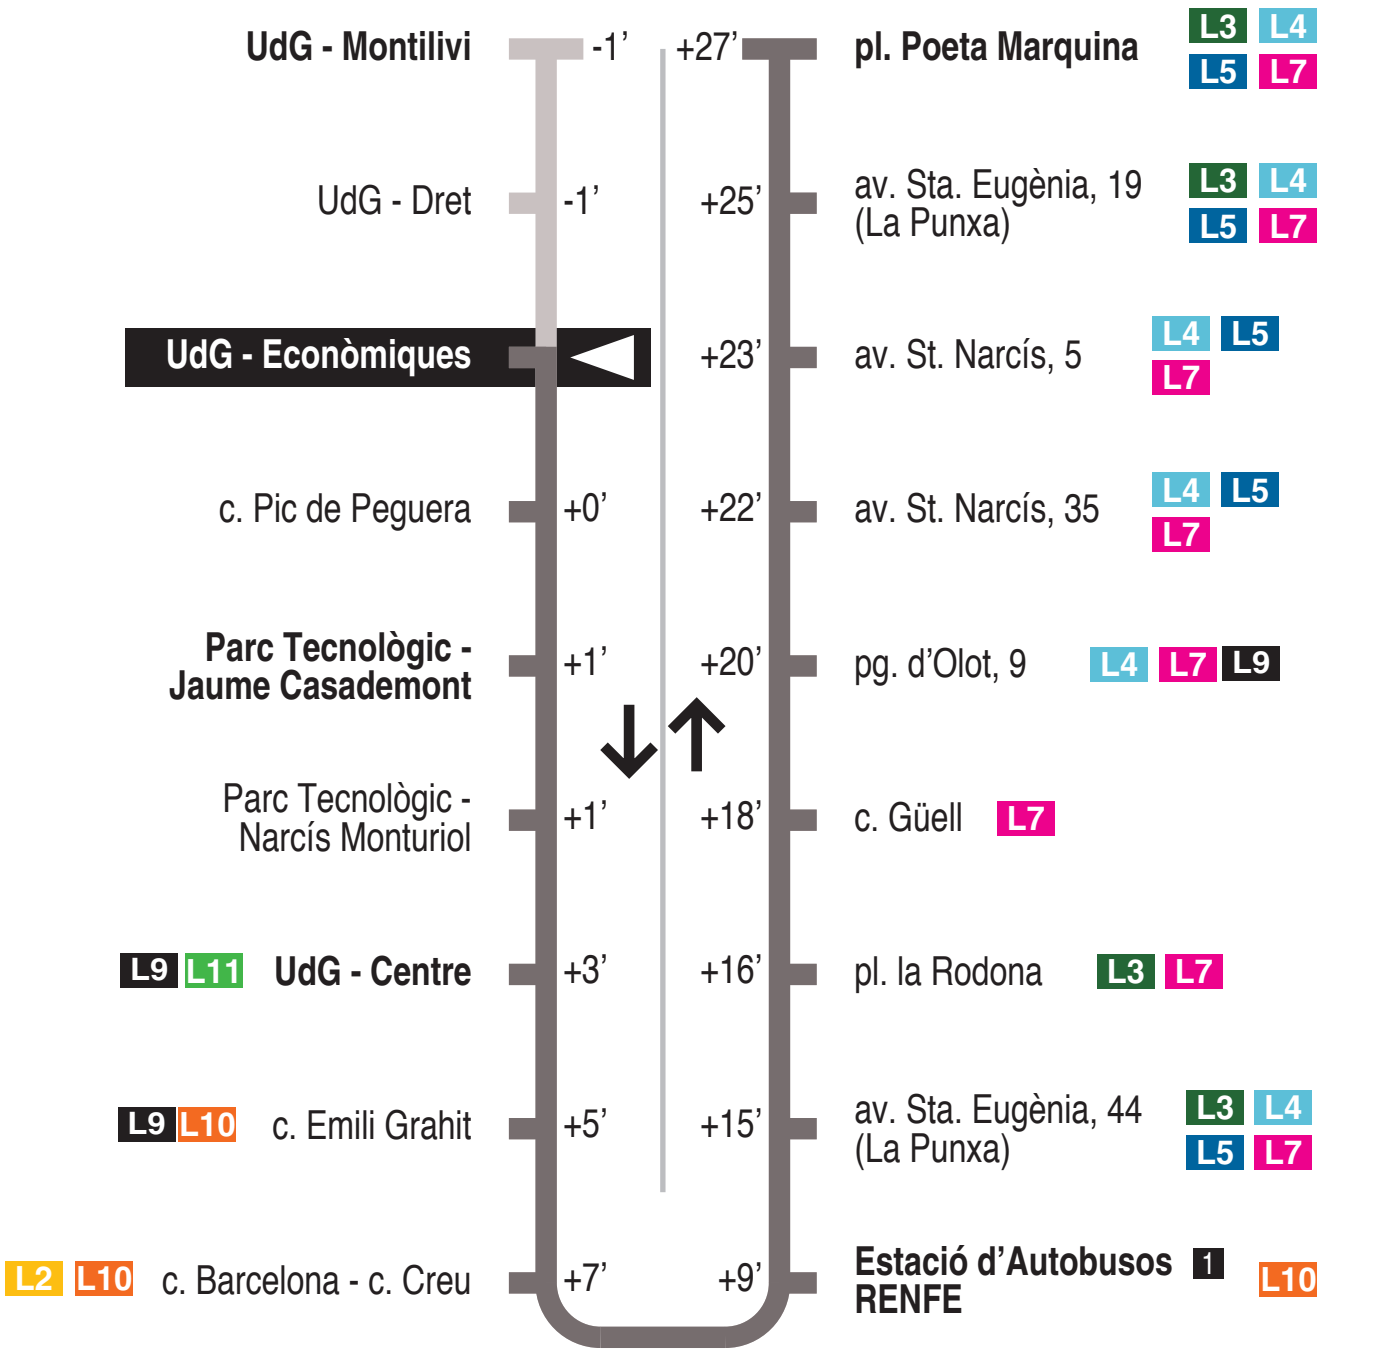 UdG - Montilivi -1’
UdG - Dret -1’
UdG - Econòmiques
c. Pic de Peguera +0’
Parc Tecnològic -
Jaume Casademont +1’
Parc Tecnològic -
Narcís Monturiol +1’
L9 L11 UdG - Centre +3’
L9 L10 c. Emili Grahit +5’
L2 L10 c. Barcelona - c. Creu +7’
+27’ pl. Poeta Marquina L3 L4
L5 L7
+25’ av. Sta. Eugènia, 19 L3 L4
(La Punxa) L5 L7
+23’ av. St. Narcís, 5 L4 L5
L7
+22’ av. St. Narcís, 35 L4 L5
L7
+20’ pg. d’Olot, 9 L4 L7 L9
+18’ c. Güell L7
+16’ pl. la Rodona L3 L7
+15’ av. Sta. Eugènia, 44 L3 L4
(La Punxa) L5 L7
+9’ Estació d’Autobusos 1 L10
RENFE